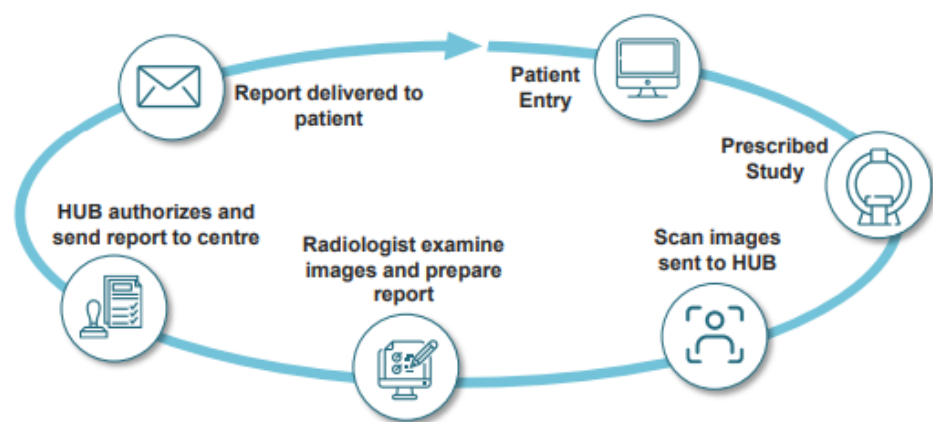 Patient
Entry
Prescribed
Study
Scan images
sent to HUB
Radiologist examine
images and prepare
report
HUB authorizes and
send report to centre
Report delivered to
patient